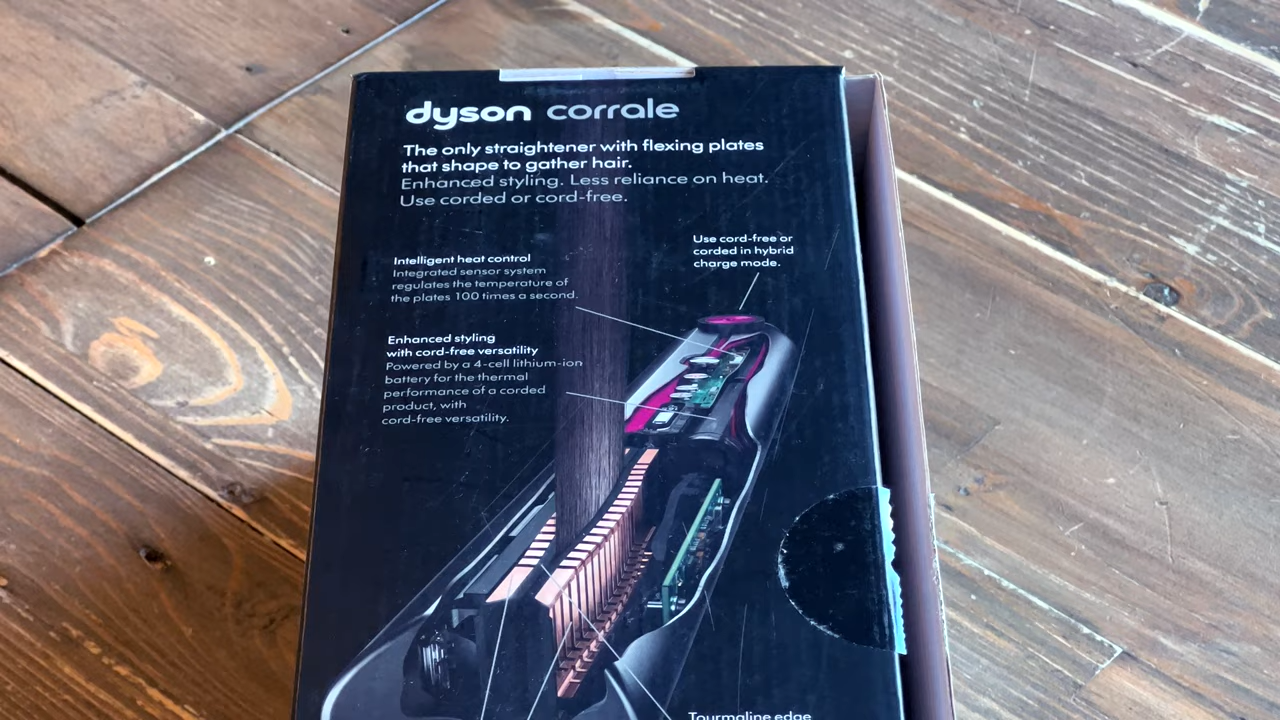 dyson corrale
The only straightener with flexing plates
that shape to gather hair.
Enhanced styling. Less reliance on heat.
Use corded or cord-free.
Use cord-free or
corded in hybrid
charge mode.
Intelligent heat control
Integrated sensor system
regulates the temperature of
the plates 100 times a second.
Enhanced styling
with cord-free versatility
Powered by a 4-cell lithium-ion
battery for the thermal
performance of a corded
product, with
cord-free versatility.
Tourmaline edge